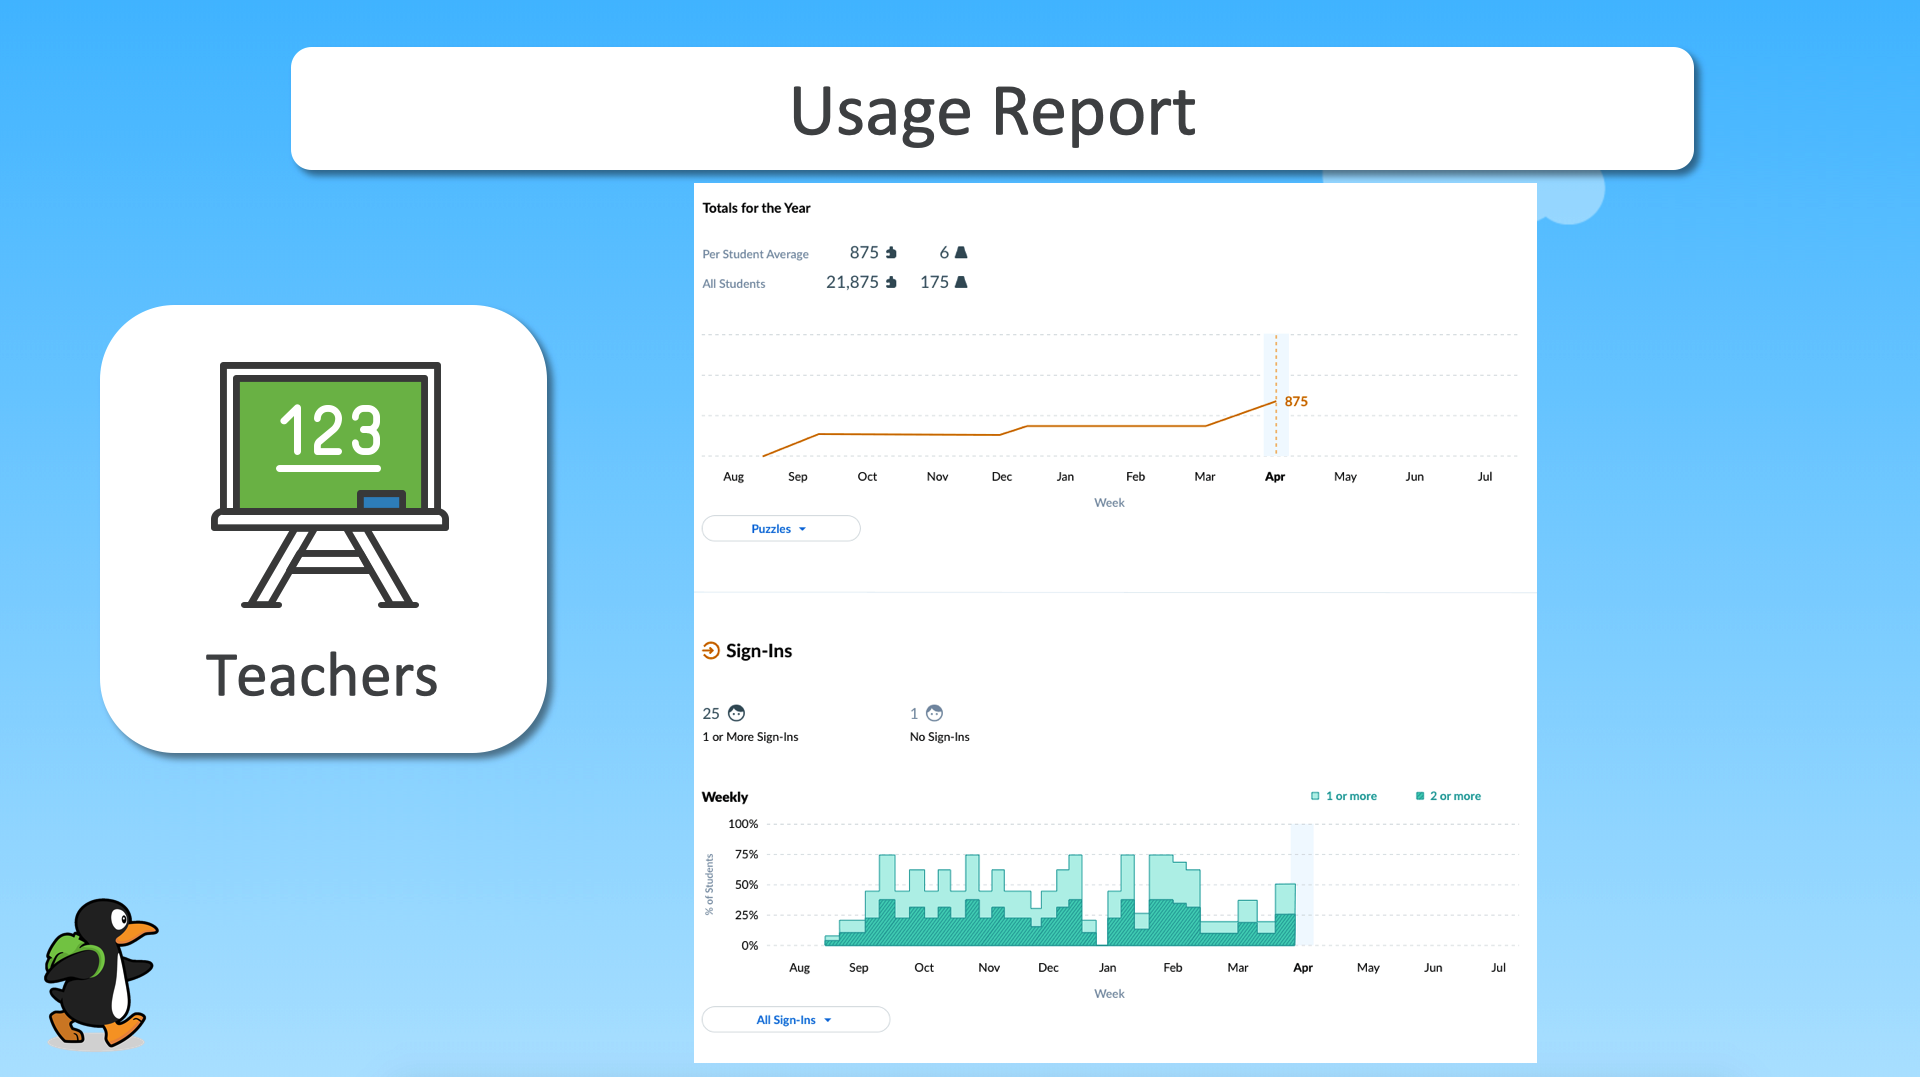 Usage Report
Totals for the Year
Per Student Average 875 6
All Students 21,875 175
875
Aug Sep Oct Nov Dec Jan Feb Mar Apr May Jun Jul
Week
Puzzles
123
Teachers
Sign-Ins
25 1
1 or More Sign-Ins No Sign-Ins
Weekly 1 or more 2 or more
100%
75%
50%
25%
0%
% of Students
Aug Sep Oct Nov Dec Jan Feb Mar Apr May Jun Jul
Week
All Sign-Ins